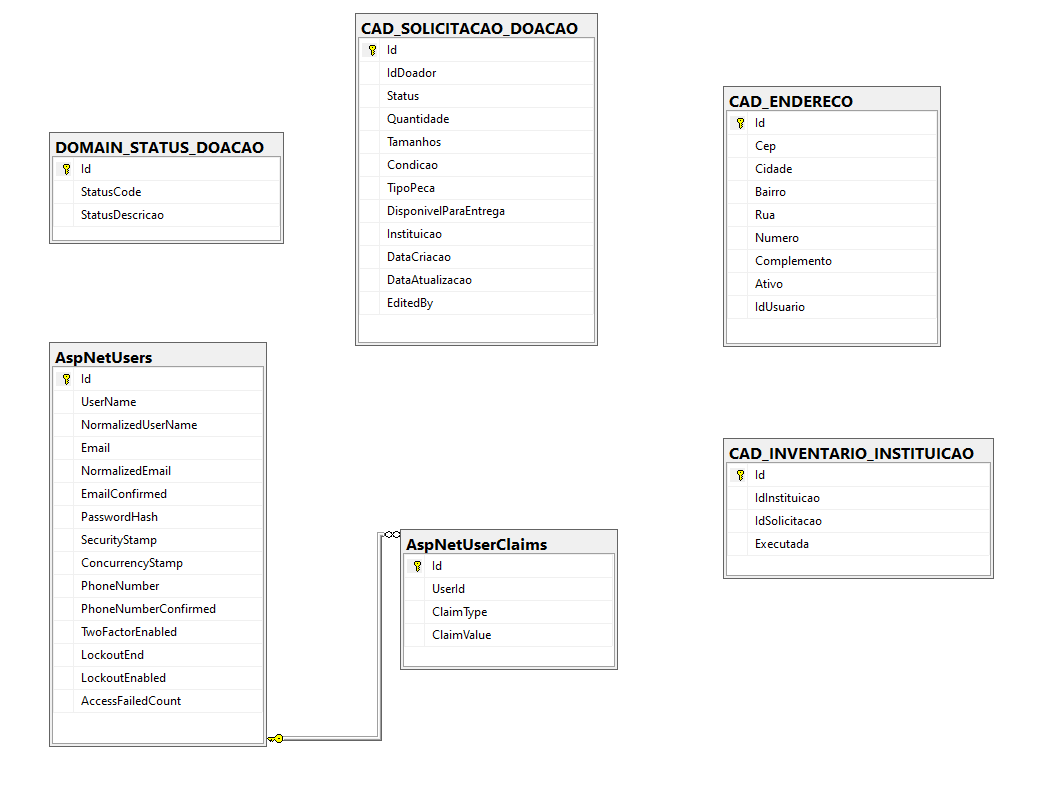 CAD_SOLICITACAO_DOACAO
Id
IdDoador
Status
Quantidade
Tamanhos
Condicao
TipoPeca
DisponivelParaEntrega
Instituicao
DataCriacao
DataAtualizacao
EditedBy
CAD_ENDERECO
Id
Cep
Cidade
Bairro
Rua
Numero
Complemento
Ativo
IdUsuario
DOMAIN_STATUS_DOACAO
Id
StatusCode
StatusDescricao
AspNetUsers
Id
UserName
NormalizedUserName
Email
NormalizedEmail
EmailConfirmed
PasswordHash
SecurityStamp
ConcurrencyStamp
PhoneNumber
PhoneNumberConfirmed
TwoFactorEnabled
LockoutEnd
LockoutEnabled
AccessFailedCount
AspNetUserClaims
Id
UserId
ClaimType
ClaimValue
CAD_INVENTARIO_INSTITUICAO
Id
IdInstituicao
IdSolicitacao
Executada